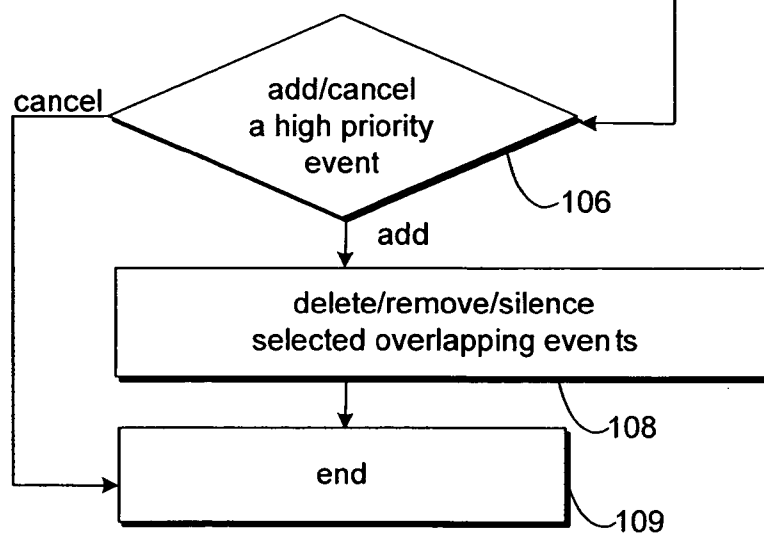 cancel
add/cancel
a high priority
event
106
add
delete/remove/silence
selected overlapping events
108
end
109